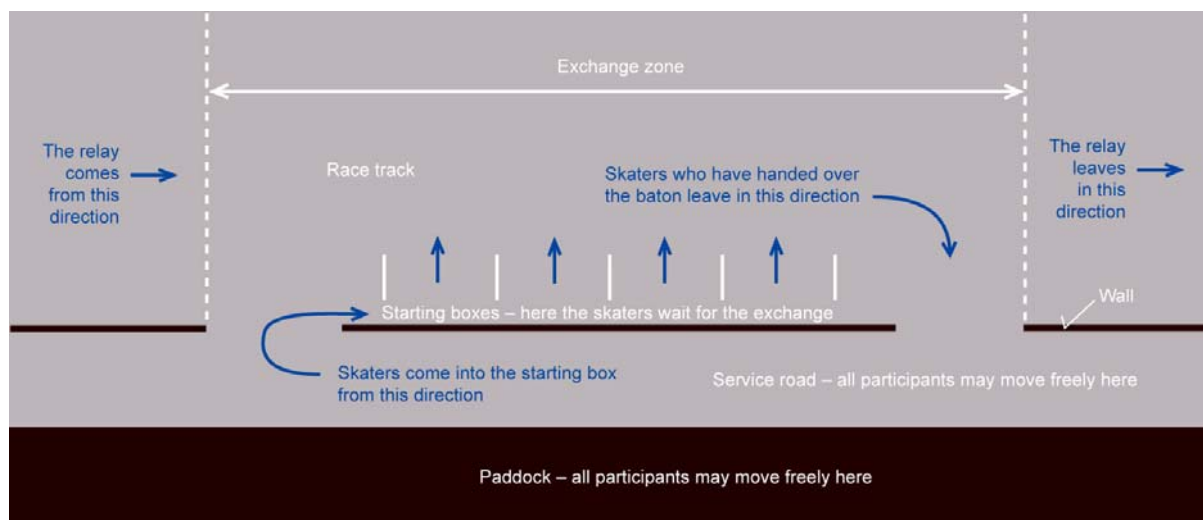 Exchange zone
The relay
comes
from this
direction
Race track
Skaters who have handed over
the baton leave in this direction
The relay
leaves
in this
direction
Wall
Starting boxes – here the skaters wait for the exchange
Skaters come into the starting box
from this direction
Service road – all participants may move freely here
Paddock – all participants may move freely here